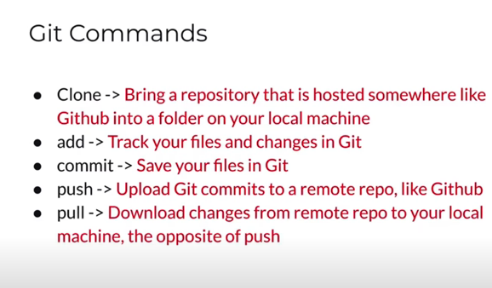 Git Commands
● Clone -> Bring a repository that is hosted somewhere like
Github into a folder on your local machine
● add -> Track your files and changes in Git
● commit -> Save your files in Git
● push -> Upload Git commits to a remote repo, like Github
● pull -> Download changes from remote repo to your local
machine, the opposite of push